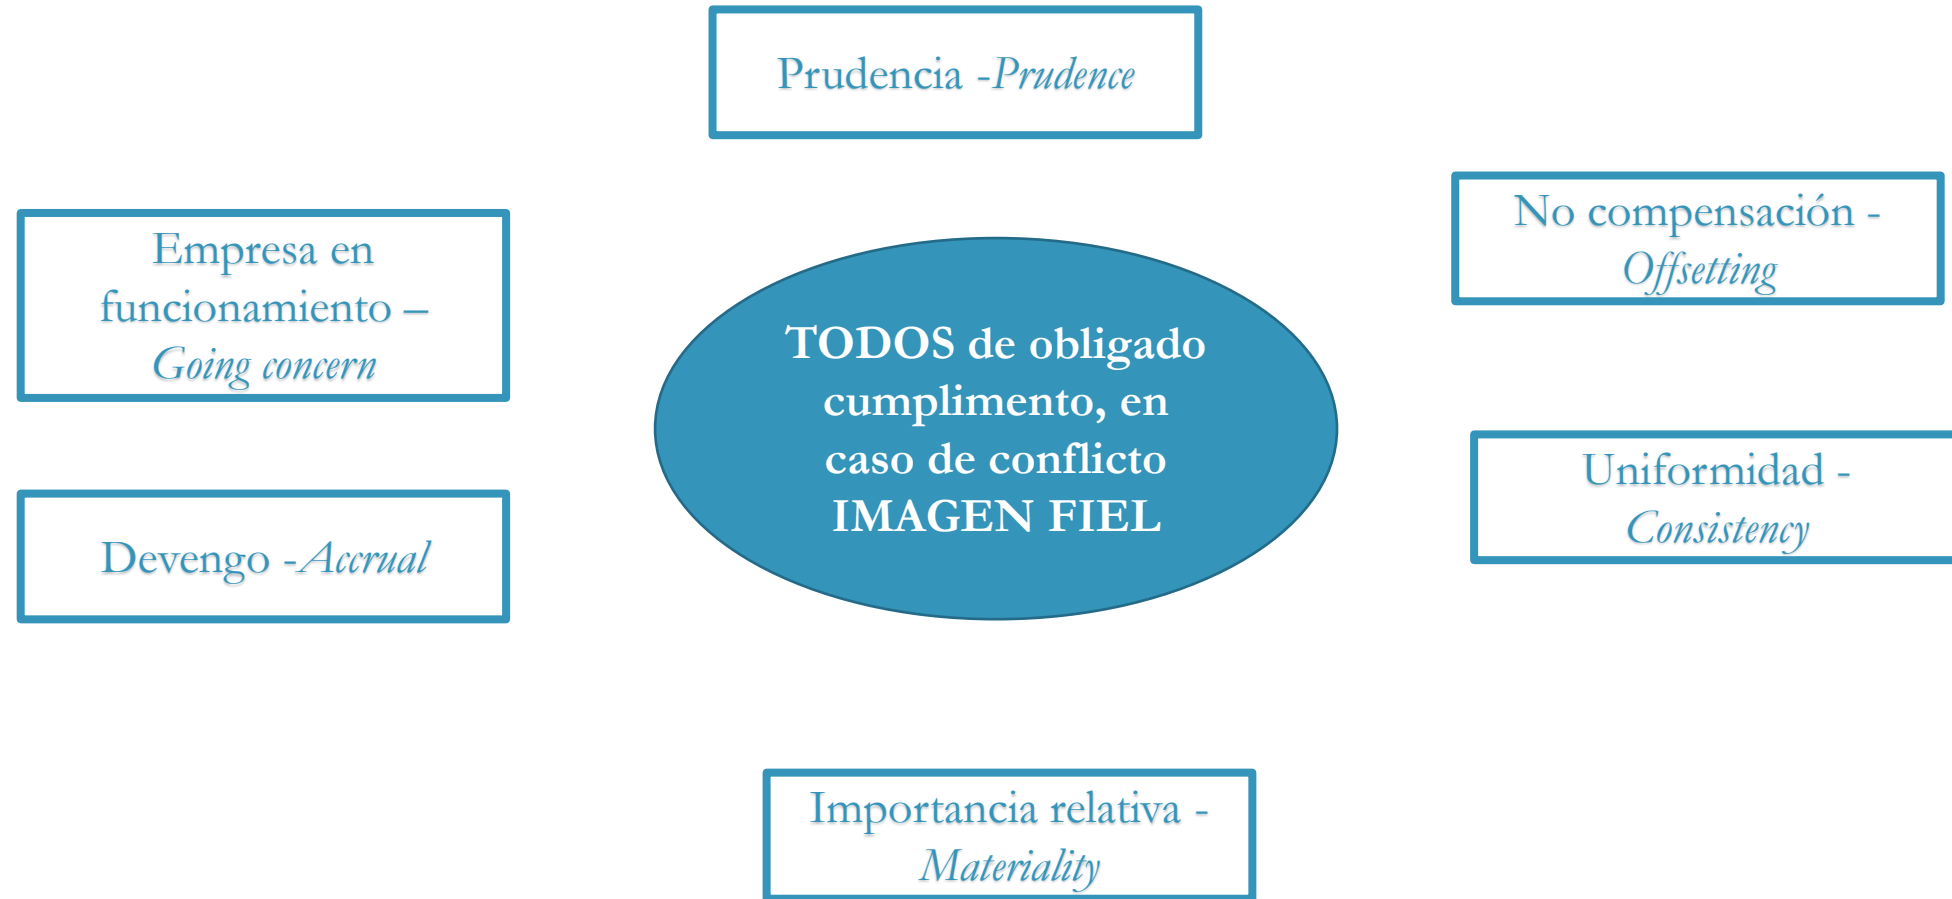 Prudencia -Prudence
No compensación -
Offsetting
Empresa en
funcionamiento –
Going concern
TODOS de obligado
cumplimento, en
caso de conflicto
IMAGEN FIEL
Uniformidad -
Consistency
Devengo -Accrual
Importancia relativa -
Materiality